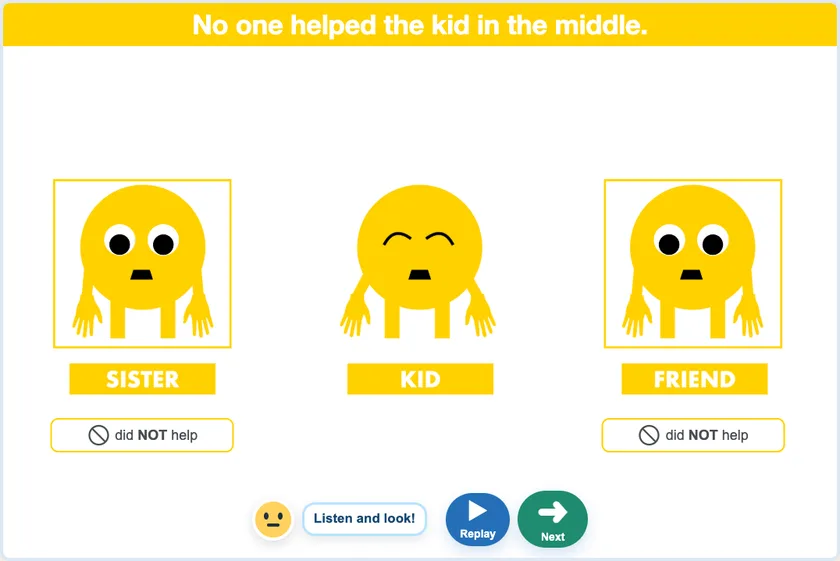 No one helped the kid in the middle.
SISTER
KID
FRIEND
did NOT help
did NOT help
Listen and look!
Replay
Next